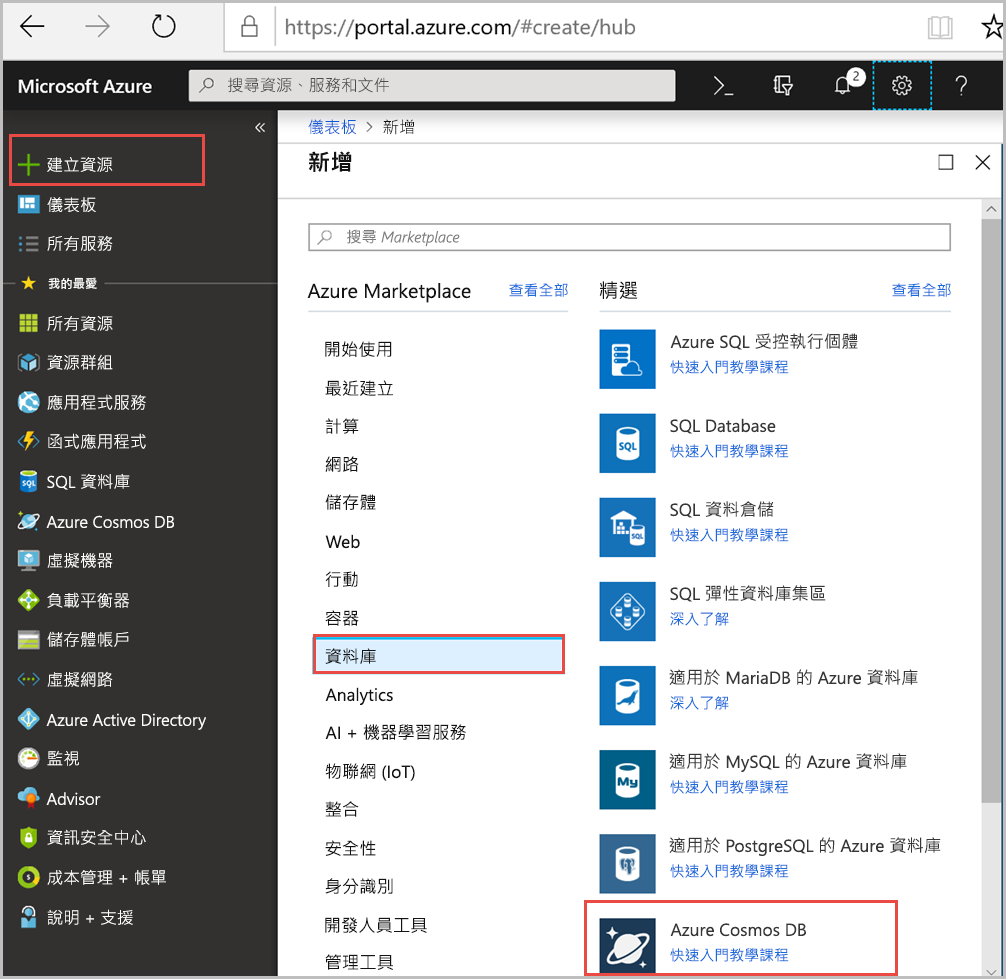 https://portal.azure.com/#create/hub
Microsoft Azure
搜尋資源、服務和文件
2
?
«
建立資源
儀表板
所有服務
我的最愛
所有資源
資源群組
應用程式服務
函式應用程式
SQL 資料庫
Azure Cosmos DB
虛擬機器
負載平衡器
儲存體帳戶
虛擬網路
Azure Active Directory
監視
Advisor
資訊安全中心
成本管理 + 帳單
說明 + 支援
儀表板 > 新增
新增
搜尋 Marketplace
Azure Marketplace 查看全部
開始使用
最近建立
計算
網路
儲存體
Web
行動
容器
資料庫
Analytics
AI + 機器學習服務
物聯網 (IoT)
整合
安全性
身分識別
開發人員工具
管理工具
精選 查看全部
Azure SQL 受控執行個體
快速入門教學課程
SQL
SQL Database
快速入門教學課程
SQL
SQL 資料倉儲
快速入門教學課程
SQL 彈性資料庫集區
深入了解
適用於 MariaDB 的 Azure 資料庫
深入了解
My
適用於 MySQL 的 Azure 資料庫
快速入門教學課程
適用於 PostgreSQL 的 Azure 資料庫
快速入門教學課程
Azure Cosmos DB
快速入門教學課程